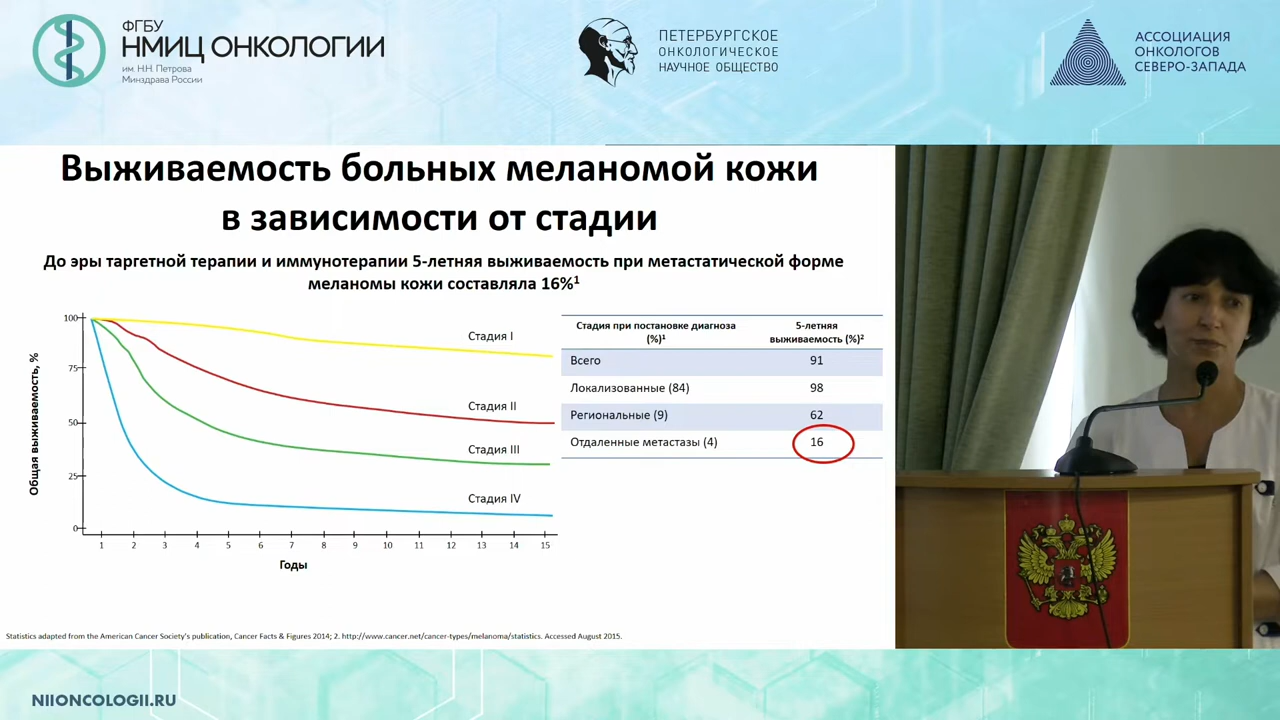 ФГБУ
НМИЦ ОНКОЛОГИИ
им. Н.Н. Петрова
Минздрава России
ПЕТЕРБУРГСКОЕ
ОНКОЛОГИЧЕСКОЕ
НАУЧНОЕ ОБЩЕСТВО
АССОЦИАЦИЯ
ОНКОЛОГОВ
СЕВЕРО-ЗАПАДА
Выживаемость больных меланомой кожи
в зависимости от стадии
До эры таргетной терапии и иммунотерапии 5-летняя выживаемость при метастатической форме
меланомы кожи составляла 16%¹
Общая выживаемость, %
100
75
50
25
0
Стадия I
Стадия II
Стадия III
Стадия IV
1 2 3 4 5 6 7 8 9 10 11 12 13 14 15
Годы
Стадия при постановке диагноза (%)¹ 5-летняя выживаемость (%)²
Всего 91
Локализованные (84) 98
Региональные (9) 62
Отдаленные метастазы (4) 16
Statistics adapted from the American Cancer Society's publication, Cancer Facts & Figures 2014; 2. http://www.cancer.net/cancer-types/melanoma/statistics. Accessed August 2015.
NIIONCOLOGII.RU